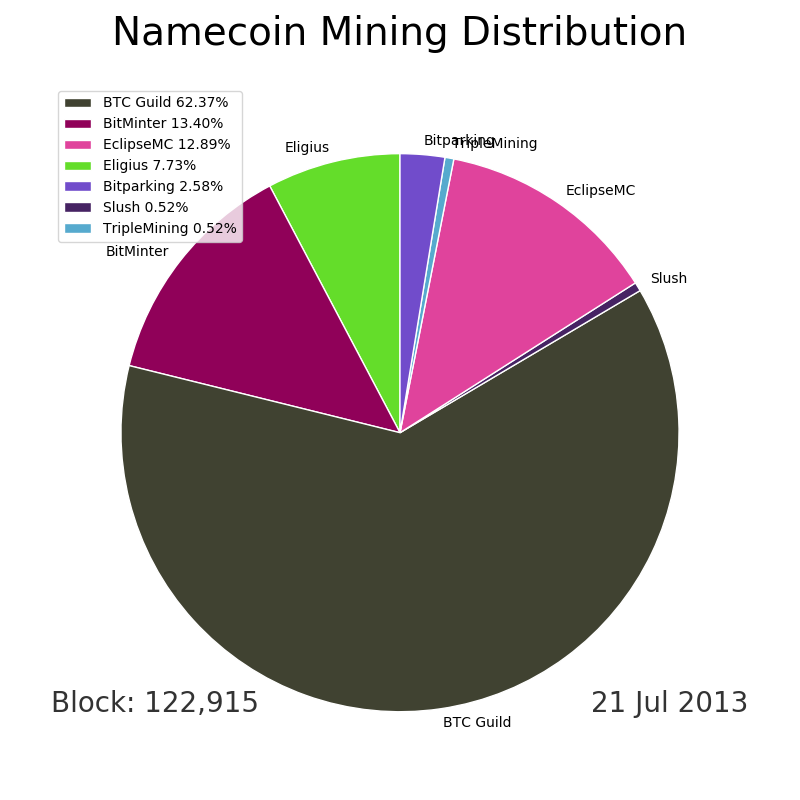 Namecoin Mining Distribution
BTC Guild 62.37%
BitMinter 13.40%
EclipseMC 12.89%
Eligius 7.73%
Bitparking 2.58%
Slush 0.52%
TripleMining 0.52%
Bitparking
TripleMining
Eligius
EclipseMC
BitMinter
Slush
BTC Guild
Block: 122,915
21 Jul 2013